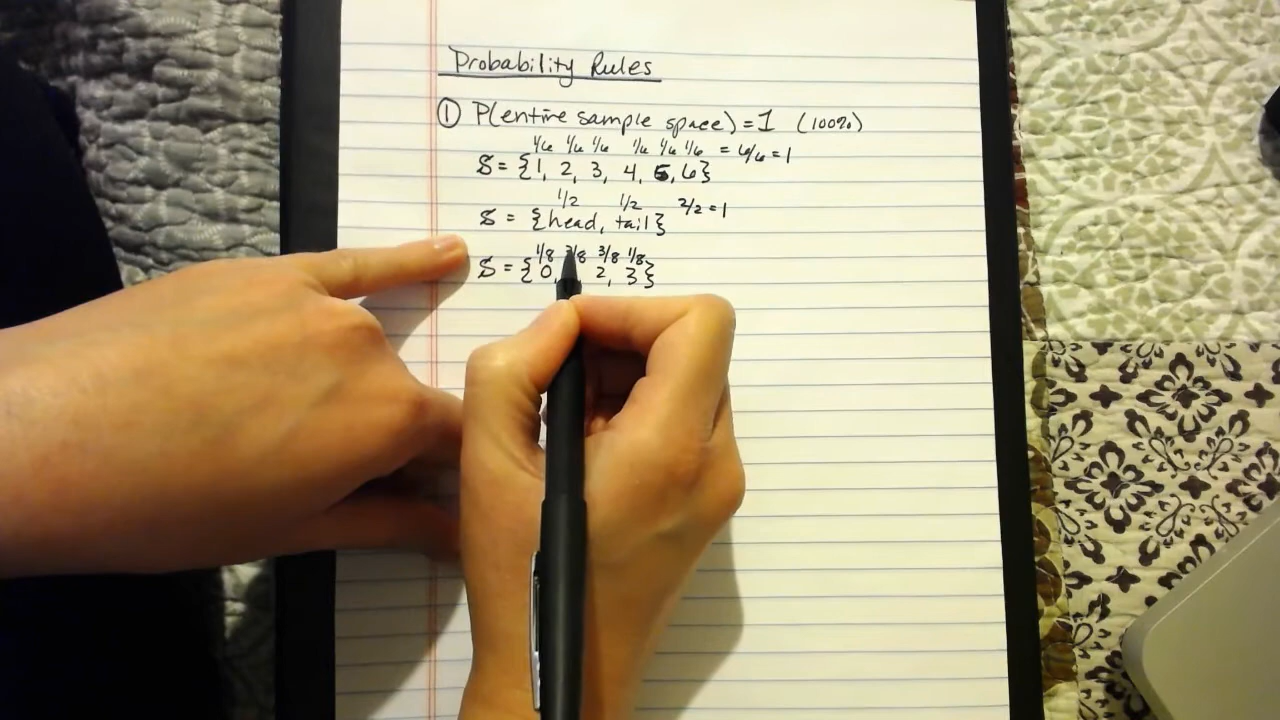 Probability Rules
① P(entire sample space) = 1 (100%)
1/6 1/6 1/6 1/6 1/6 1/6 = 6/6 = 1
S = {1, 2, 3, 4, 5, 6}
1/2 1/2 2/2 = 1
S = {head, tail}
1/8 3/8 3/8 1/8
S = {0, 2, 3}